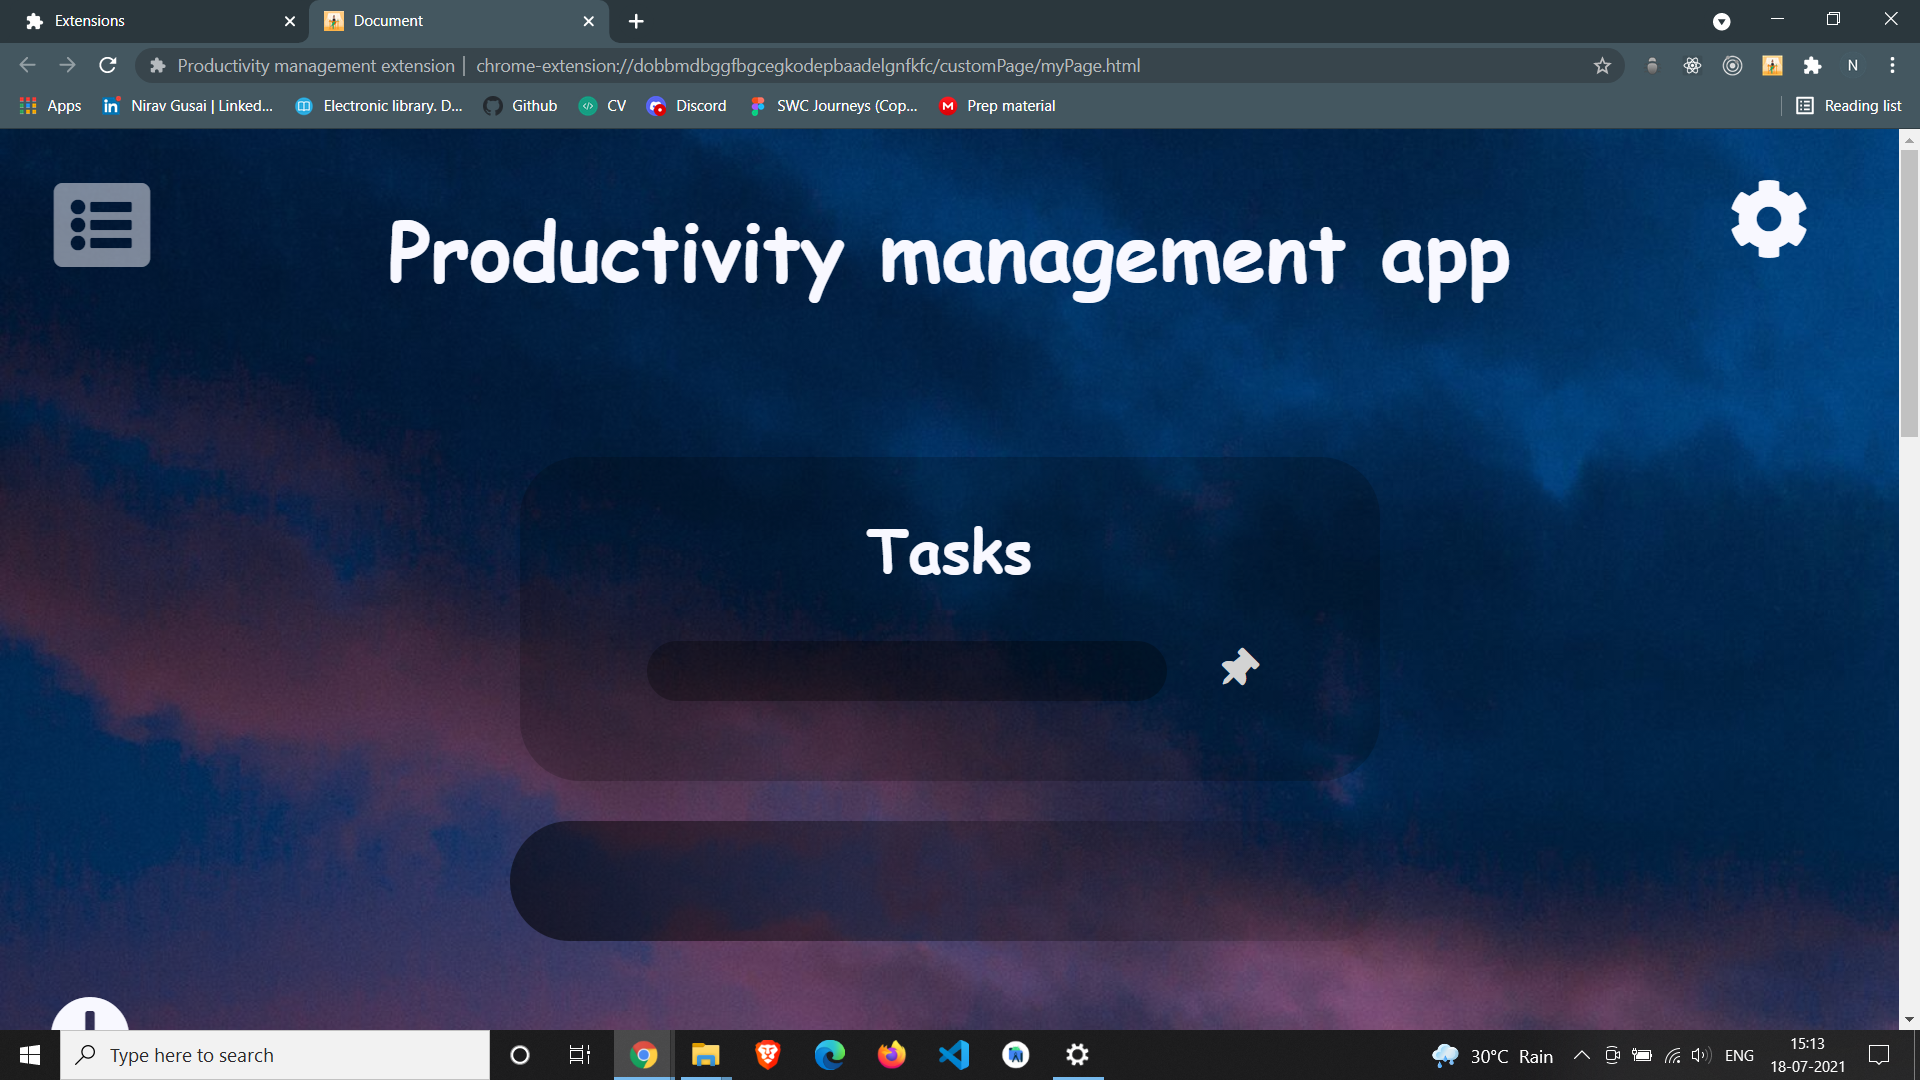 Extensions
Document
Productivity management extension | chrome-extension://dobbmdbggfbgcegkodepbaadelgnfkfc/customPage/myPage.html
N
Apps
Nirav Gusai | Linked...
Electronic library. D...
Github
CV
Discord
SWC Journeys (Cop...
Prep material
Reading list
Productivity management app
Tasks
Type here to search
30°C Rain
ENG
15:13
18-07-2021